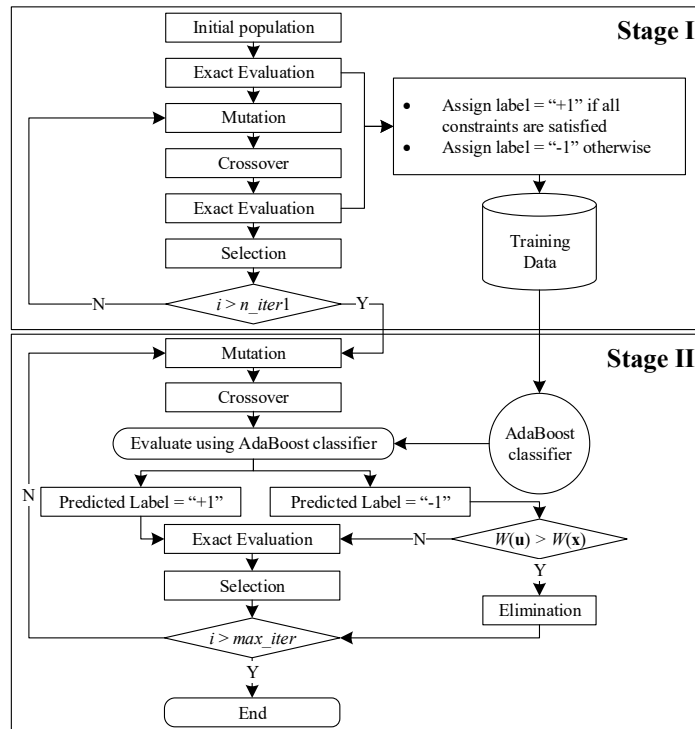 Stage I
Initial population
Exact Evaluation
Mutation
Crossover
Exact Evaluation
Selection
i > n_iter1
N
Y
• Assign label = “+1” if all
constraints are satisfied
• Assign label = “-1” otherwise
Training
Data
Stage II
Mutation
Crossover
Evaluate using AdaBoost classifier
AdaBoost
classifier
N
Predicted Label = “+1”
Predicted Label = “-1”
Exact Evaluation
N
W(u) > W(x)
Y
Selection
Elimination
i > max_iter
Y
End